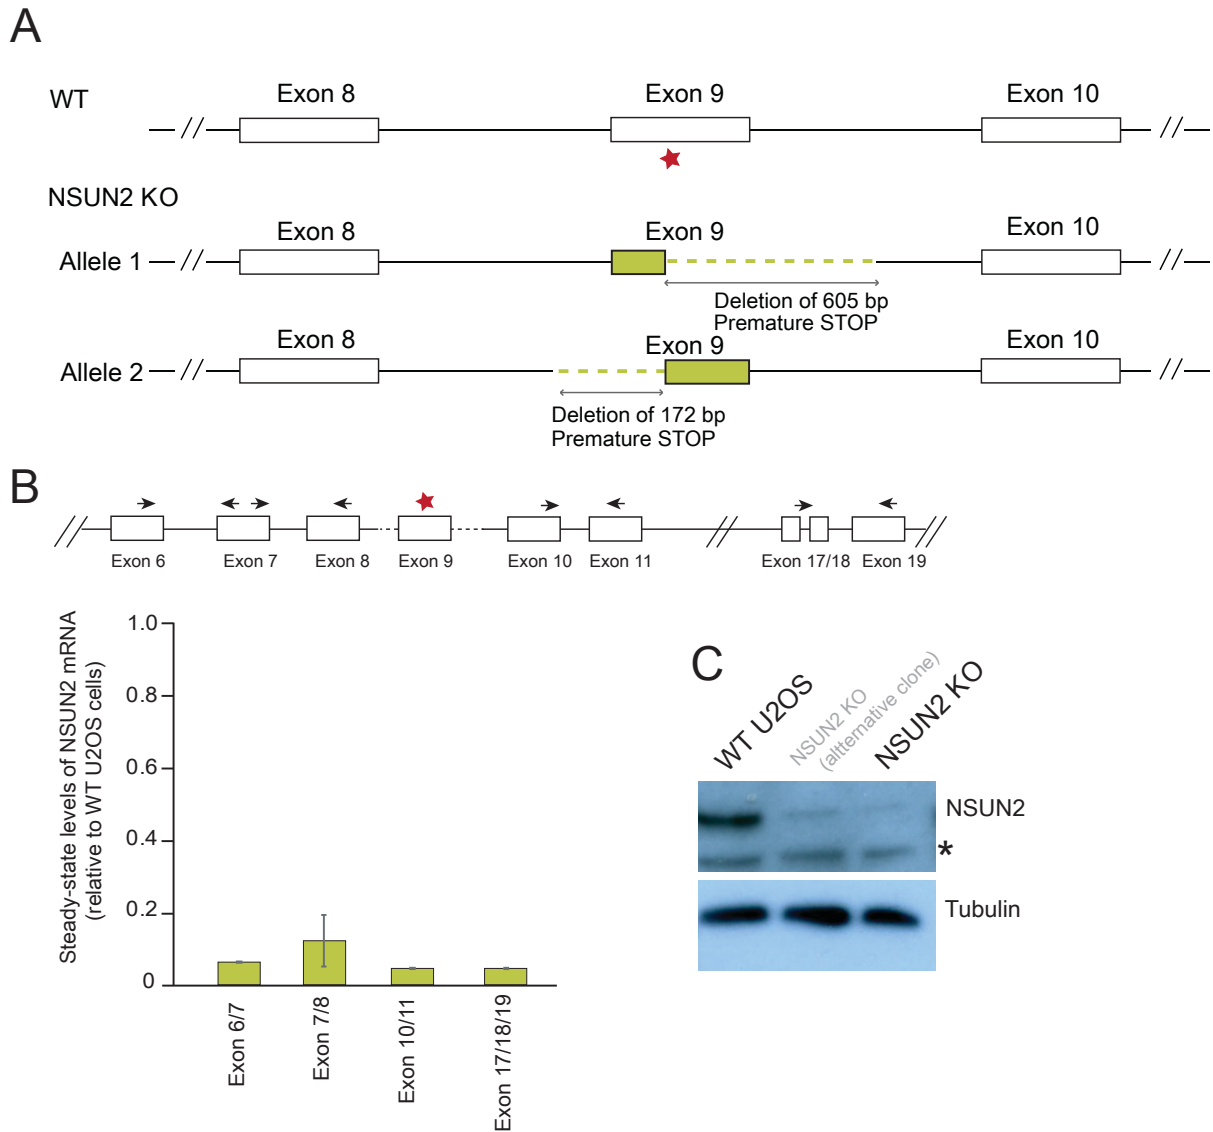 A
WT
Exon 8
Exon 9
Exon 10
NSUN2 KO
Allele 1
Exon 8
Exon 9
Exon 10
Deletion of 605 bp
Premature STOP
Allele 2
Exon 8
Exon 9
Exon 10
Deletion of 172 bp
Premature STOP
B
Exon 6
Exon 7
Exon 8
Exon 9
Exon 10
Exon 11
Exon 17/18
Exon 19
Steady-state levels of NSUN2 mRNA
(relative to WT U2OS cells)
1.0
0.8
0.6
0.4
0.2
0
Exon 6/7
Exon 7/8
Exon 10/11
Exon 17/18/19
C
WT U2OS
NSUN2 KO
(altternative clone)
NSUN2 KO
NSUN2
*
Tubulin